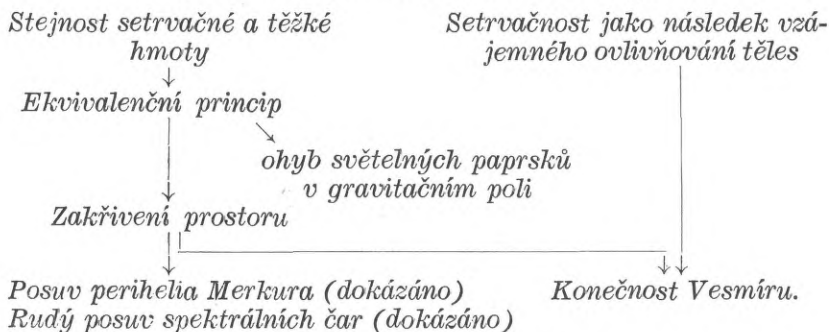 Stejnost setrvačné a těžké
hmoty
Setrvačnost jako následek vzá-
jemného ovlivňování těles
Ekvivalenční princip
ohyb světelných paprsků
v gravitačním poli
Zakřivení prostoru
Posuv perihelia Merkura (dokázáno)
Rudý posuv spektrálních čar (dokázáno)
Konečnost Vesmíru.